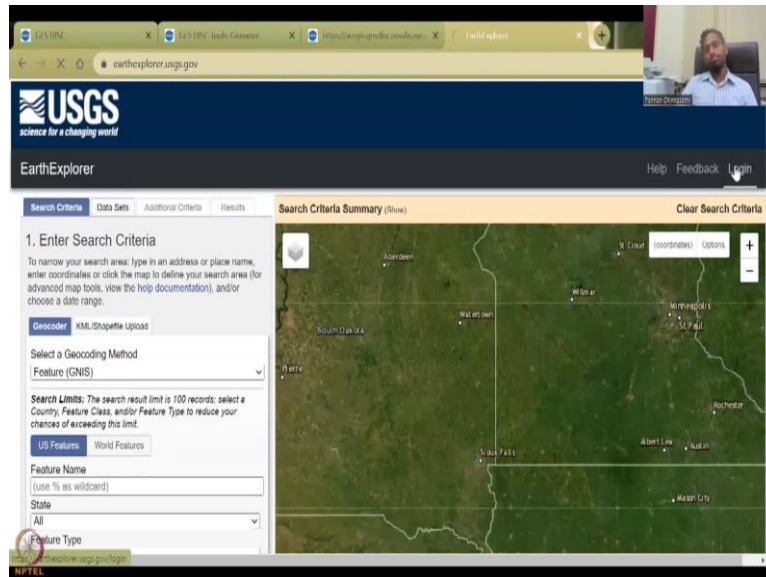 GES DISC
earthexplorer.usgs.gov
Ponnon Chinnasamy
USGS
science for a changing world
EarthExplorer
Help Feedback Login
Search Criteria Data Sets Additional Criteria Results
1. Enter Search Criteria
To narrow your search area: type in an address or place name,
enter coordinates or click the map to define your search area (for
advanced map tools, view the help documentation), and/or
choose a date range.
Geocoder KML/Shapefile Upload
Select a Geocoding Method
Feature (GNIS)
Search Limits: The search result limit is 100 records; select a
Country, Feature Class, and/or Feature Type to reduce your
chances of exceeding this limit.
US Features World Features
Feature Name
(use % as wildcard)
State
All
Feature Type
earthexplorer.usgs.gov/login
NPTEL
Search Criteria Summary (Show) Clear Search Criteria
(coordinates) Options
+
-
Aberdeen
St. Cloud
Willmar
Watertown
Minneapolis
St. Paul
South Dakota
Pierre
Rochester
Albert Lea
Austin
Sioux Falls
Mason City